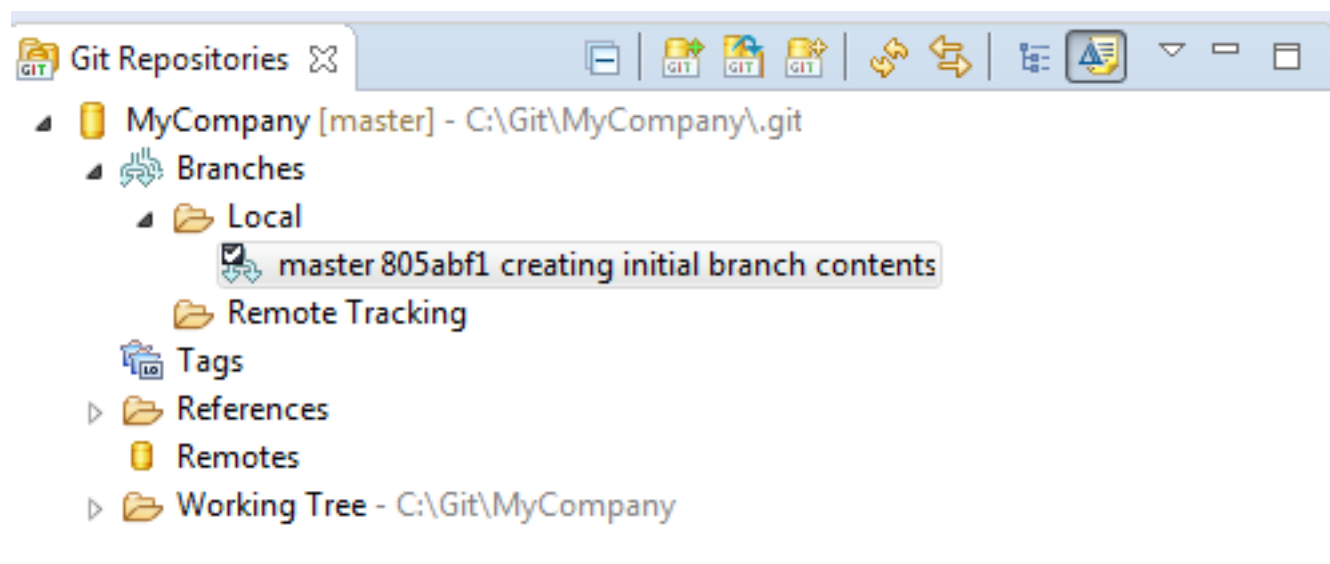 Git Repositories
MyCompany [master] - C:\Git\MyCompany\.git
Branches
Local
master 805abf1 creating initial branch contents
Remote Tracking
Tags
References
Remotes
Working Tree - C:\Git\MyCompany